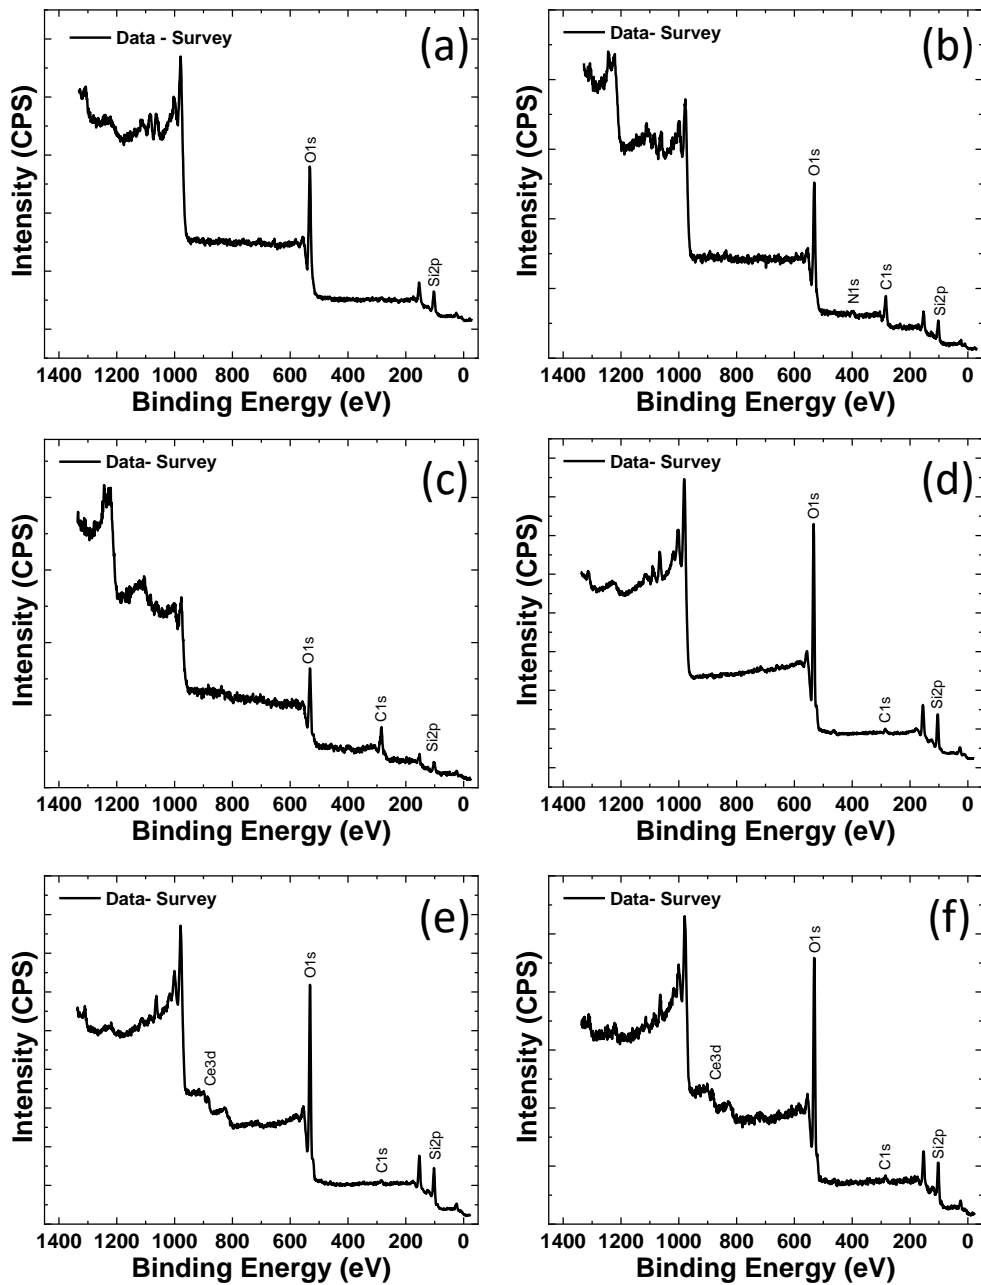 Data - Survey
(a)
O1s
Si2p
Intensity (CPS)
1400 1200 1000 800 600 400 200 0
Binding Energy (eV)
Data- Survey
(b)
O1s
N1s
C1s
Si2p
Intensity (CPS)
1400 1200 1000 800 600 400 200 0
Binding Energy (eV)
Data- Survey
(c)
O1s
C1s
Si2p
Intensity (CPS)
1400 1200 1000 800 600 400 200 0
Binding Energy (eV)
Data- Survey
(d)
O1s
C1s
Si2p
Intensity (CPS)
1400 1200 1000 800 600 400 200 0
Binding Energy (eV)
Data- Survey
(e)
Ce3d
O1s
C1s
Si2p
Intensity (CPS)
1400 1200 1000 800 600 400 200 0
Binding Energy (eV)
Data- Survey
(f)
Ce3d
O1s
C1s
Si2p
Intensity (CPS)
1400 1200 1000 800 600 400 200 0
Binding Energy (eV)